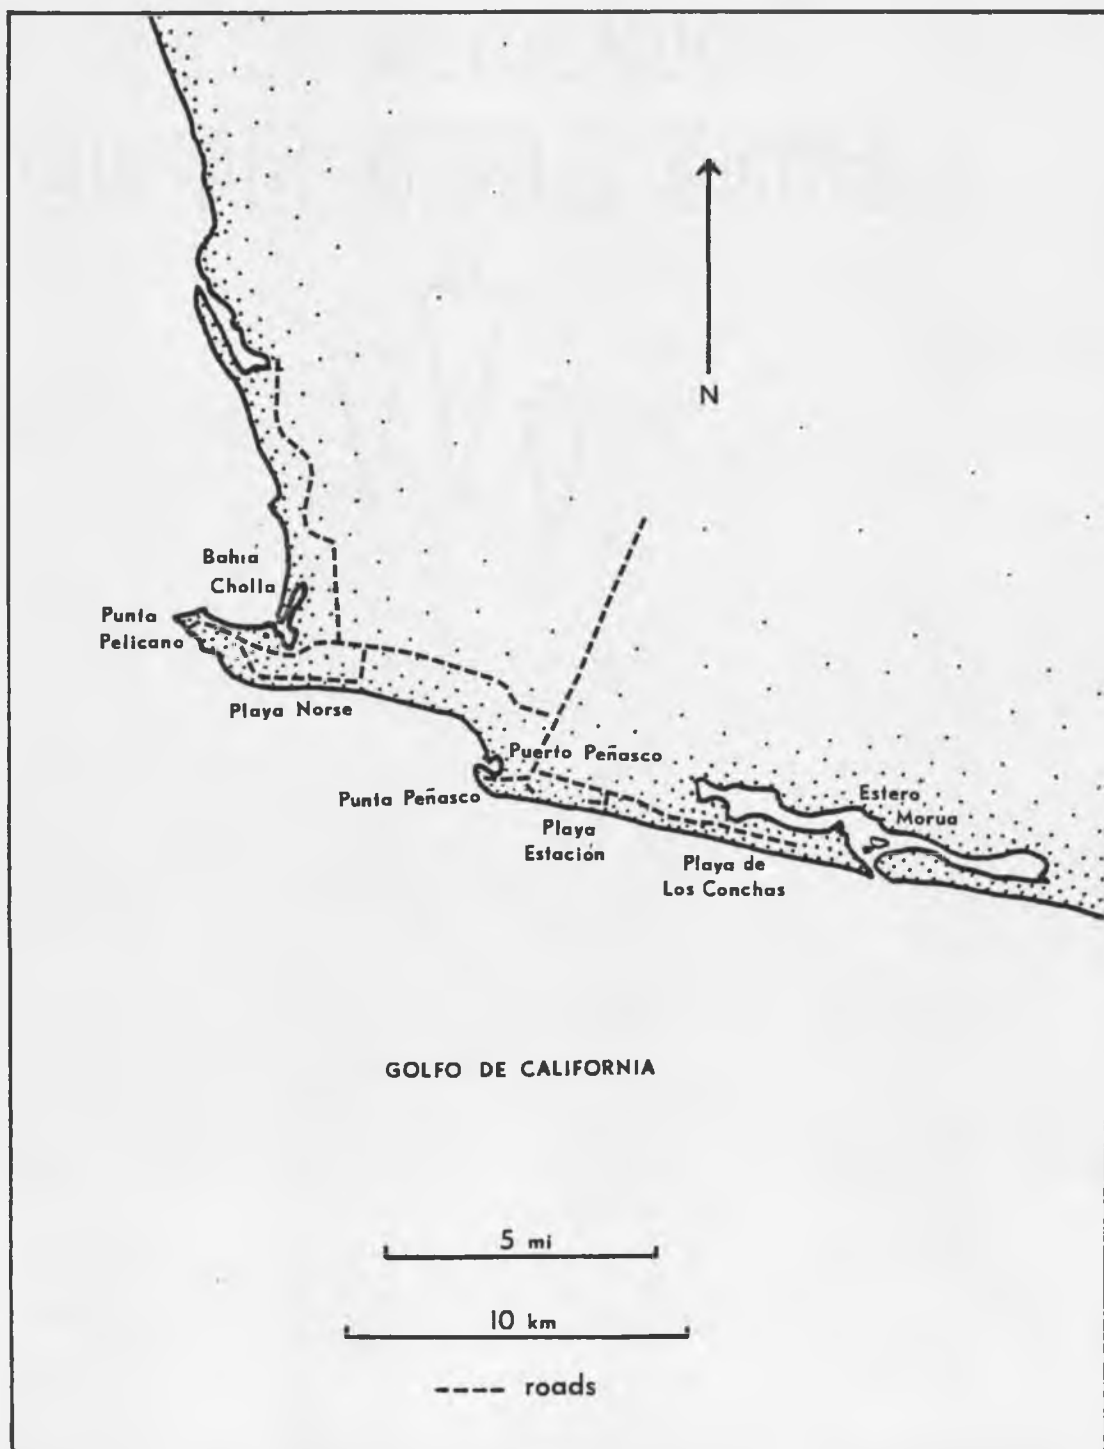 N
Bahia
Cholla
Punta
Pelicano
Playa Norse
Puerto Peñasco
Punta Peñasco
Playa
Estación
Estero
Morua
Playa de
Los Conchas
GOLFO DE CALIFORNIA
5 mi
10 km
roads